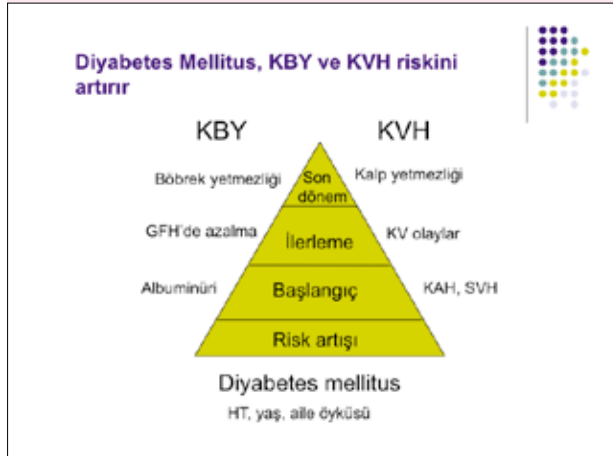 Diyabetes Mellitus, KBY ve KVH riskini
artırır
KBY KVH
Böbrek yetmezliği Son dönem Kalp yetmezliği
GFH'de azalma İlerleme KV olaylar
Albuminüri Başlangıç KAH, SVH
Risk artışı
Diyabetes mellitus
HT, yaş, aile öyküsü